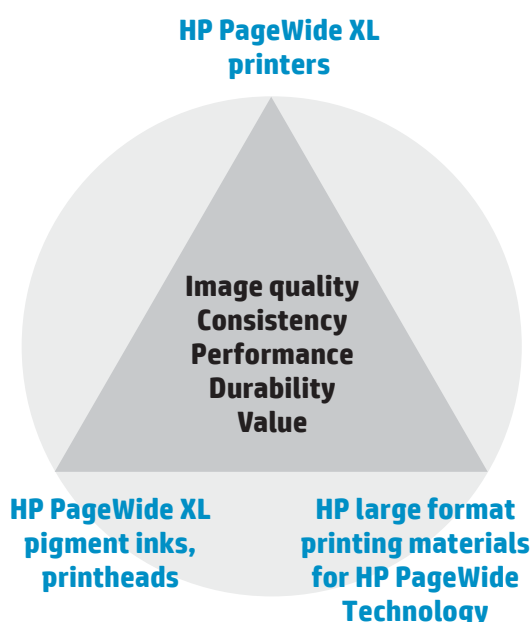 HP PageWide XL
printers
Image quality
Consistency
Performance
Durability
Value
HP PageWide XL
pigment inks,
printheads
HP large format
printing materials
for HP PageWide
Technology